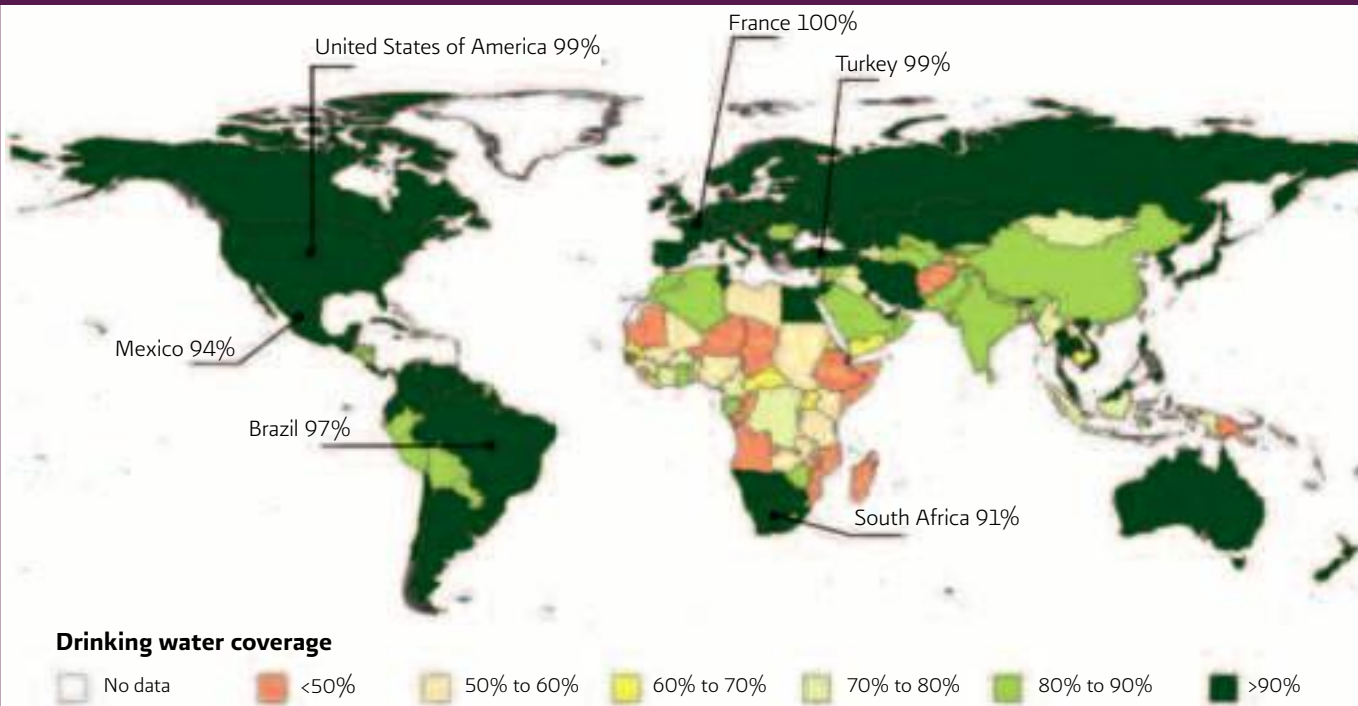 France 100%
United States of America 99%
Turkey 99%
Mexico 94%
Brazil 97%
South Africa 91%
Drinking water coverage
No data <50% 50% to 60% 60% to 70% 70% to 80% 80% to 90% >90%